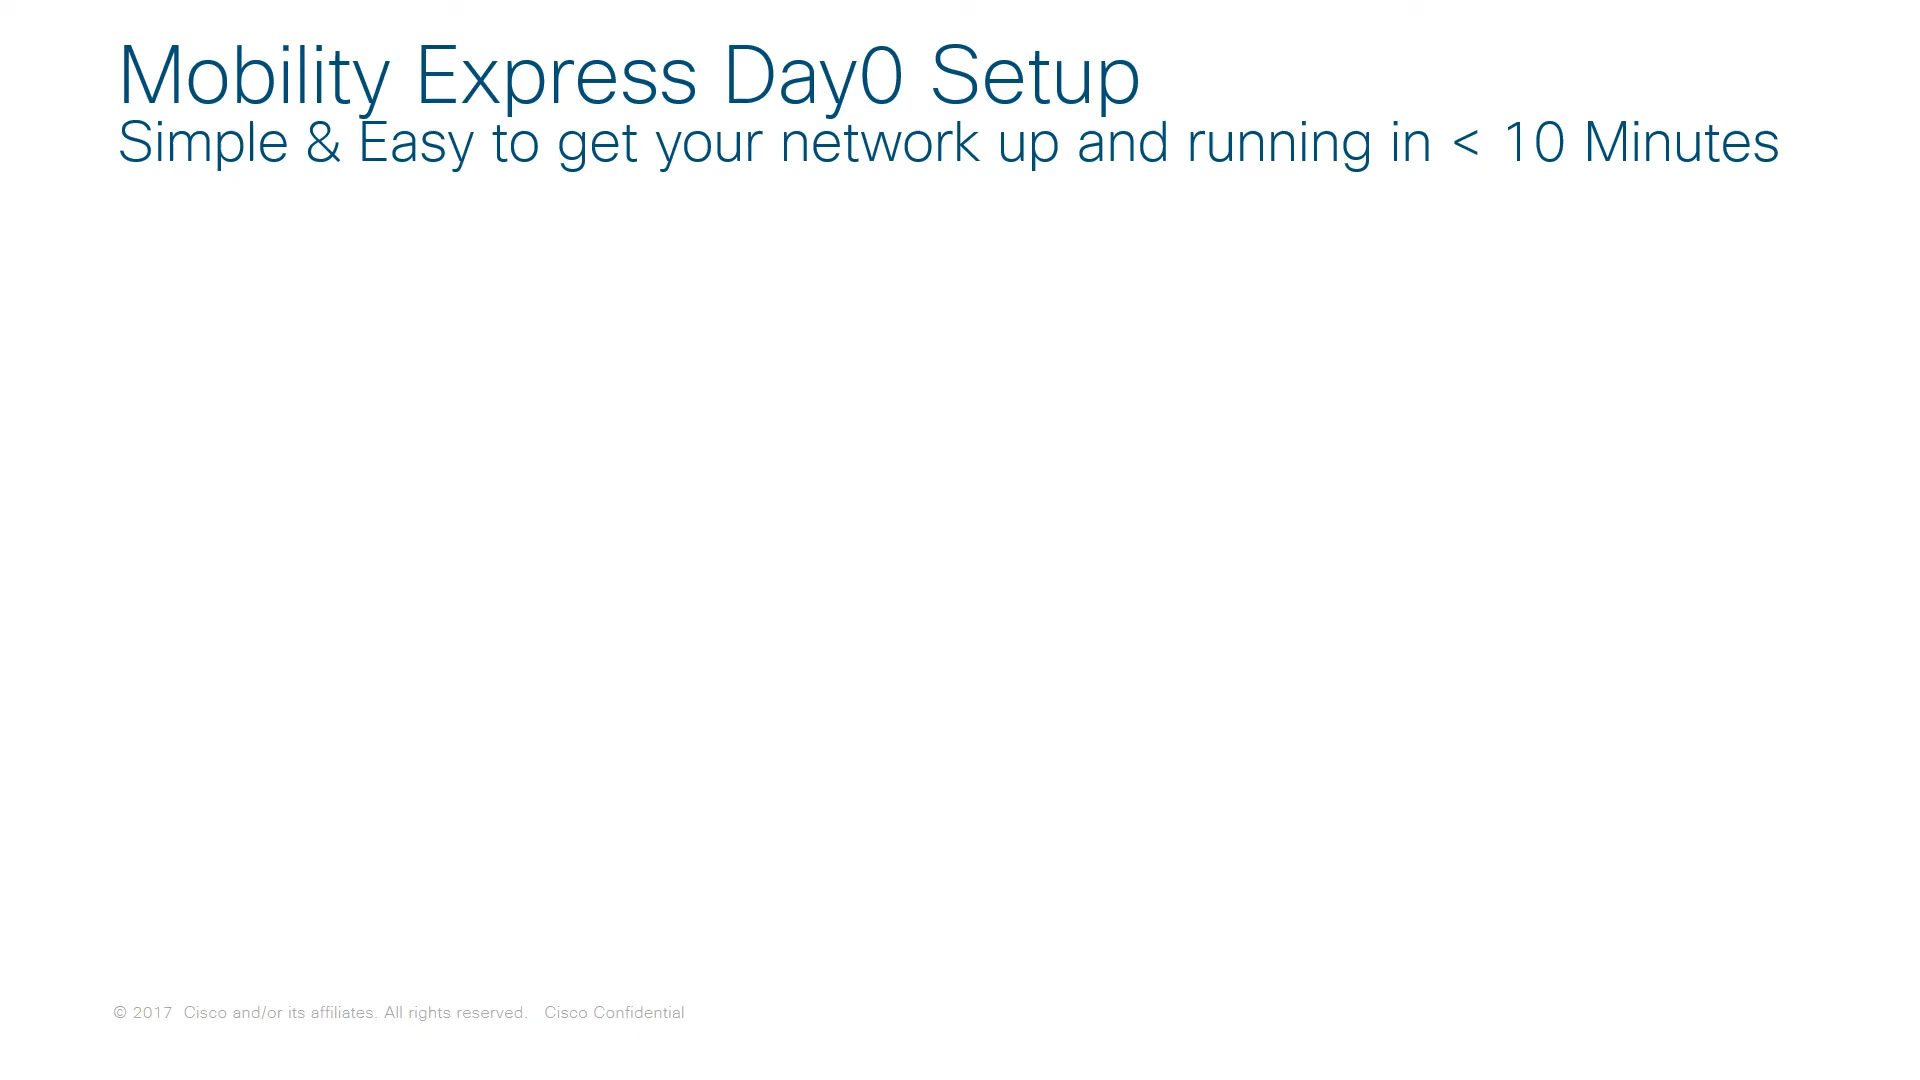 Mobility Express Day0 Setup
Simple & Easy to get your network up and running in < 10 Minutes
© 2017 Cisco and/or its affiliates. All rights reserved. Cisco Confidential